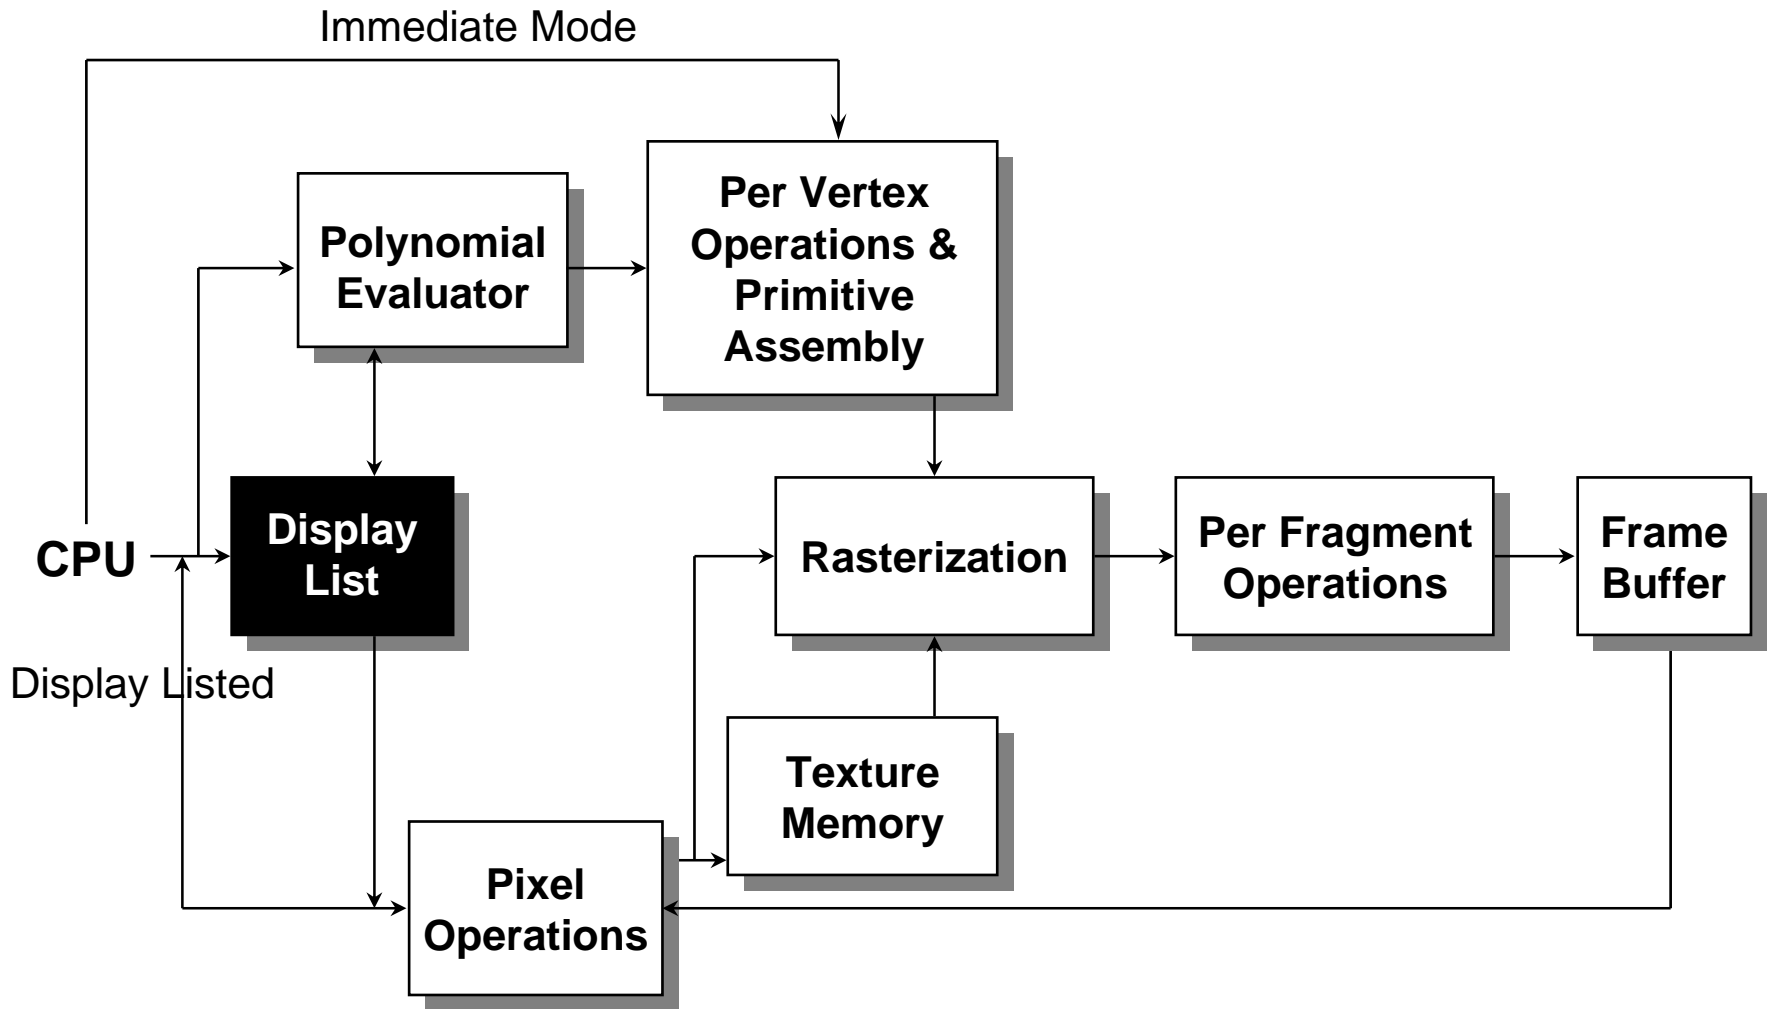 Immediate Mode
Polynomial
Evaluator
Per Vertex
Operations &
Primitive
Assembly
CPU
Display
List
Display Listed
Rasterization
Per Fragment
Operations
Frame
Buffer
Texture
Memory
Pixel
Operations